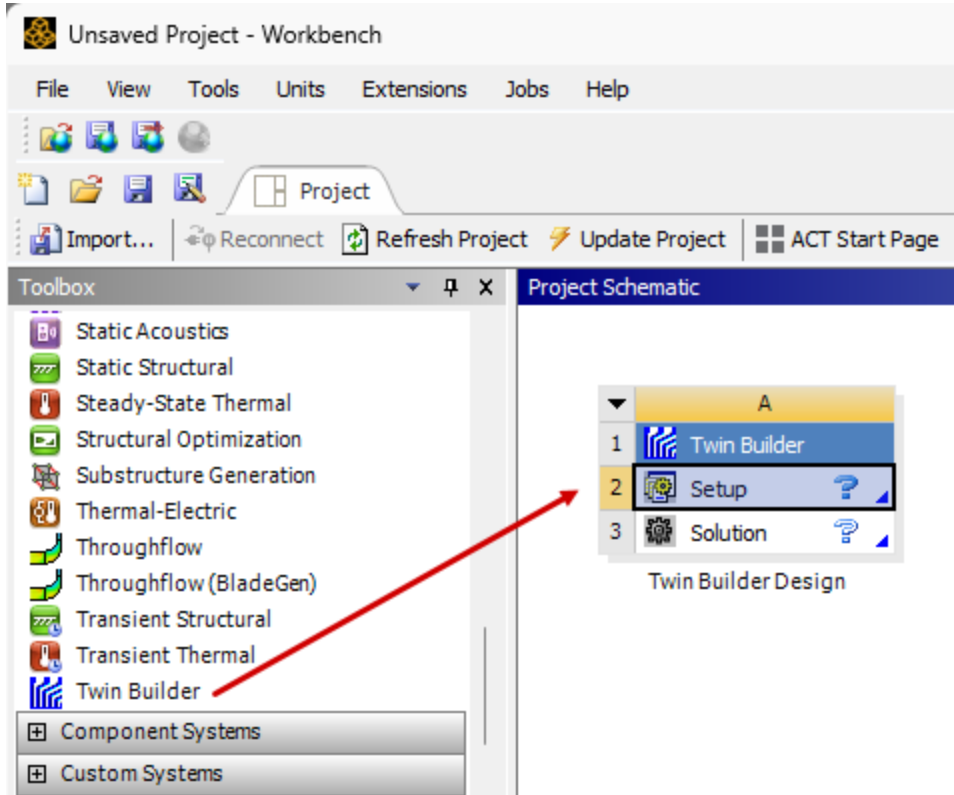 Unsaved Project - Workbench
File View Tools Units Extensions Jobs Help
Project
Import... Reconnect Refresh Project Update Project ACT Start Page
Toolbox
Static Acoustics
Static Structural
Steady-State Thermal
Structural Optimization
Substructure Generation
Thermal-Electric
Throughflow
Throughflow (BladeGen)
Transient Structural
Transient Thermal
Twin Builder
Component Systems
Custom Systems
Project Schematic
A
1 Twin Builder
2 Setup ?
3 Solution ?
Twin Builder Design